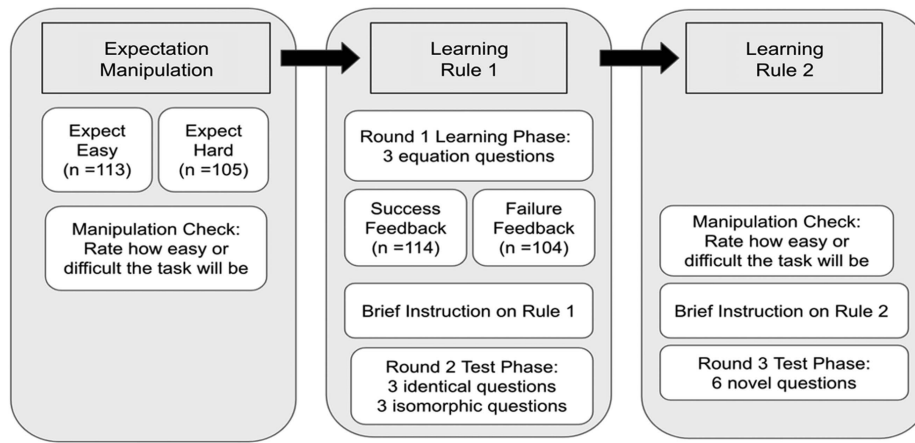 Expectation
Manipulation
Expect
Easy
(n =113)
Expect
Hard
(n =105)
Manipulation Check:
Rate how easy or
difficult the task will be
Learning
Rule 1
Round 1 Learning Phase:
3 equation questions
Success
Feedback
(n =114)
Failure
Feedback
(n =104)
Brief Instruction on Rule 1
Round 2 Test Phase:
3 identical questions
3 isomorphic questions
Learning
Rule 2
Manipulation Check:
Rate how easy or
difficult the task will be
Brief Instruction on Rule 2
Round 3 Test Phase:
6 novel questions